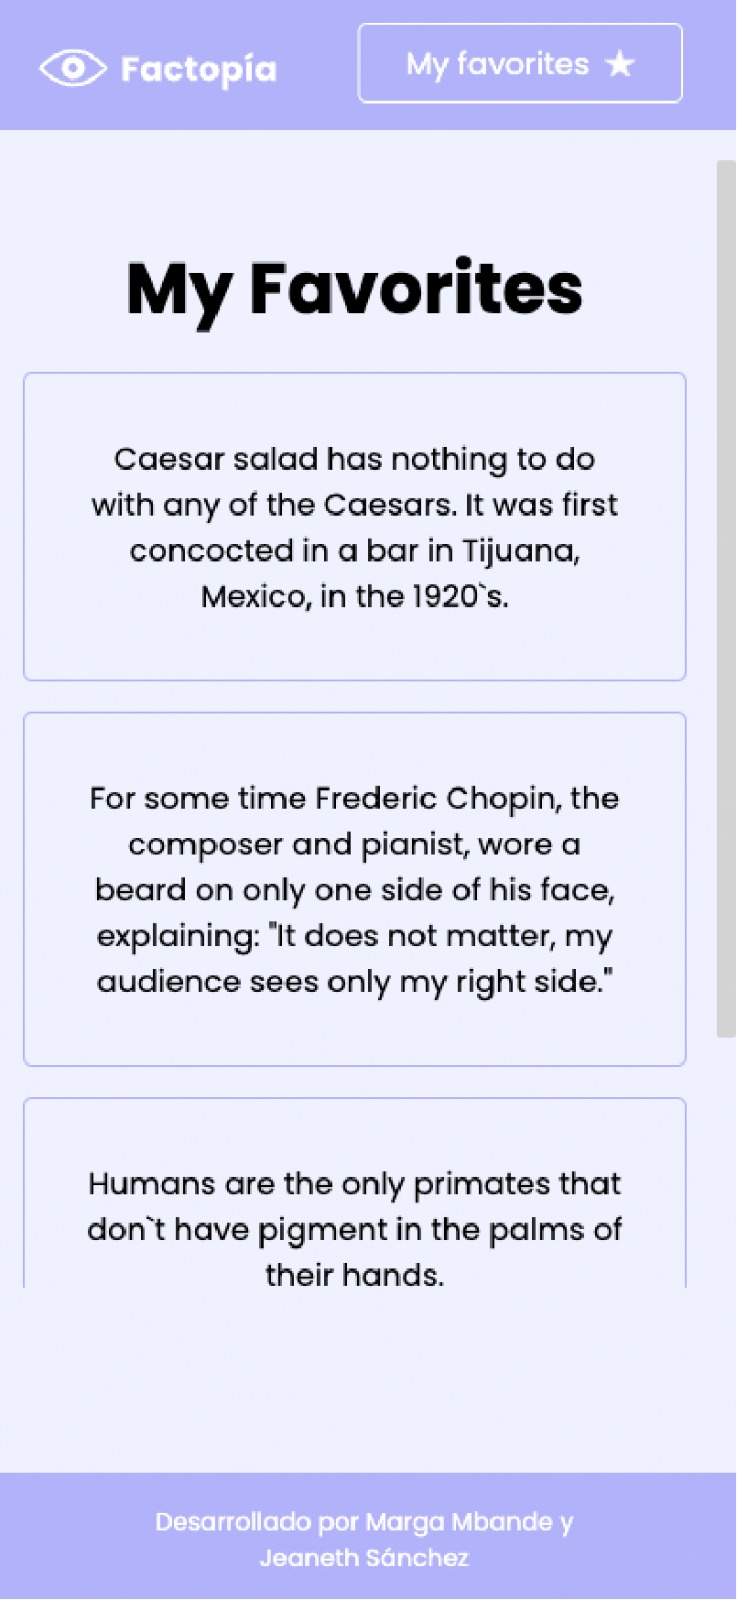 Factopía
My favorites ★
My Favorites
Caesar salad has nothing to do
with any of the Caesars. It was first
concocted in a bar in Tijuana,
Mexico, in the 1920`s.
For some time Frederic Chopin, the
composer and pianist, wore a
beard on only one side of his face,
explaining: "It does not matter, my
audience sees only my right side."
Humans are the only primates that
don`t have pigment in the palms of
their hands.
Desarrollado por Marga Mbande y
Jeaneth Sánchez